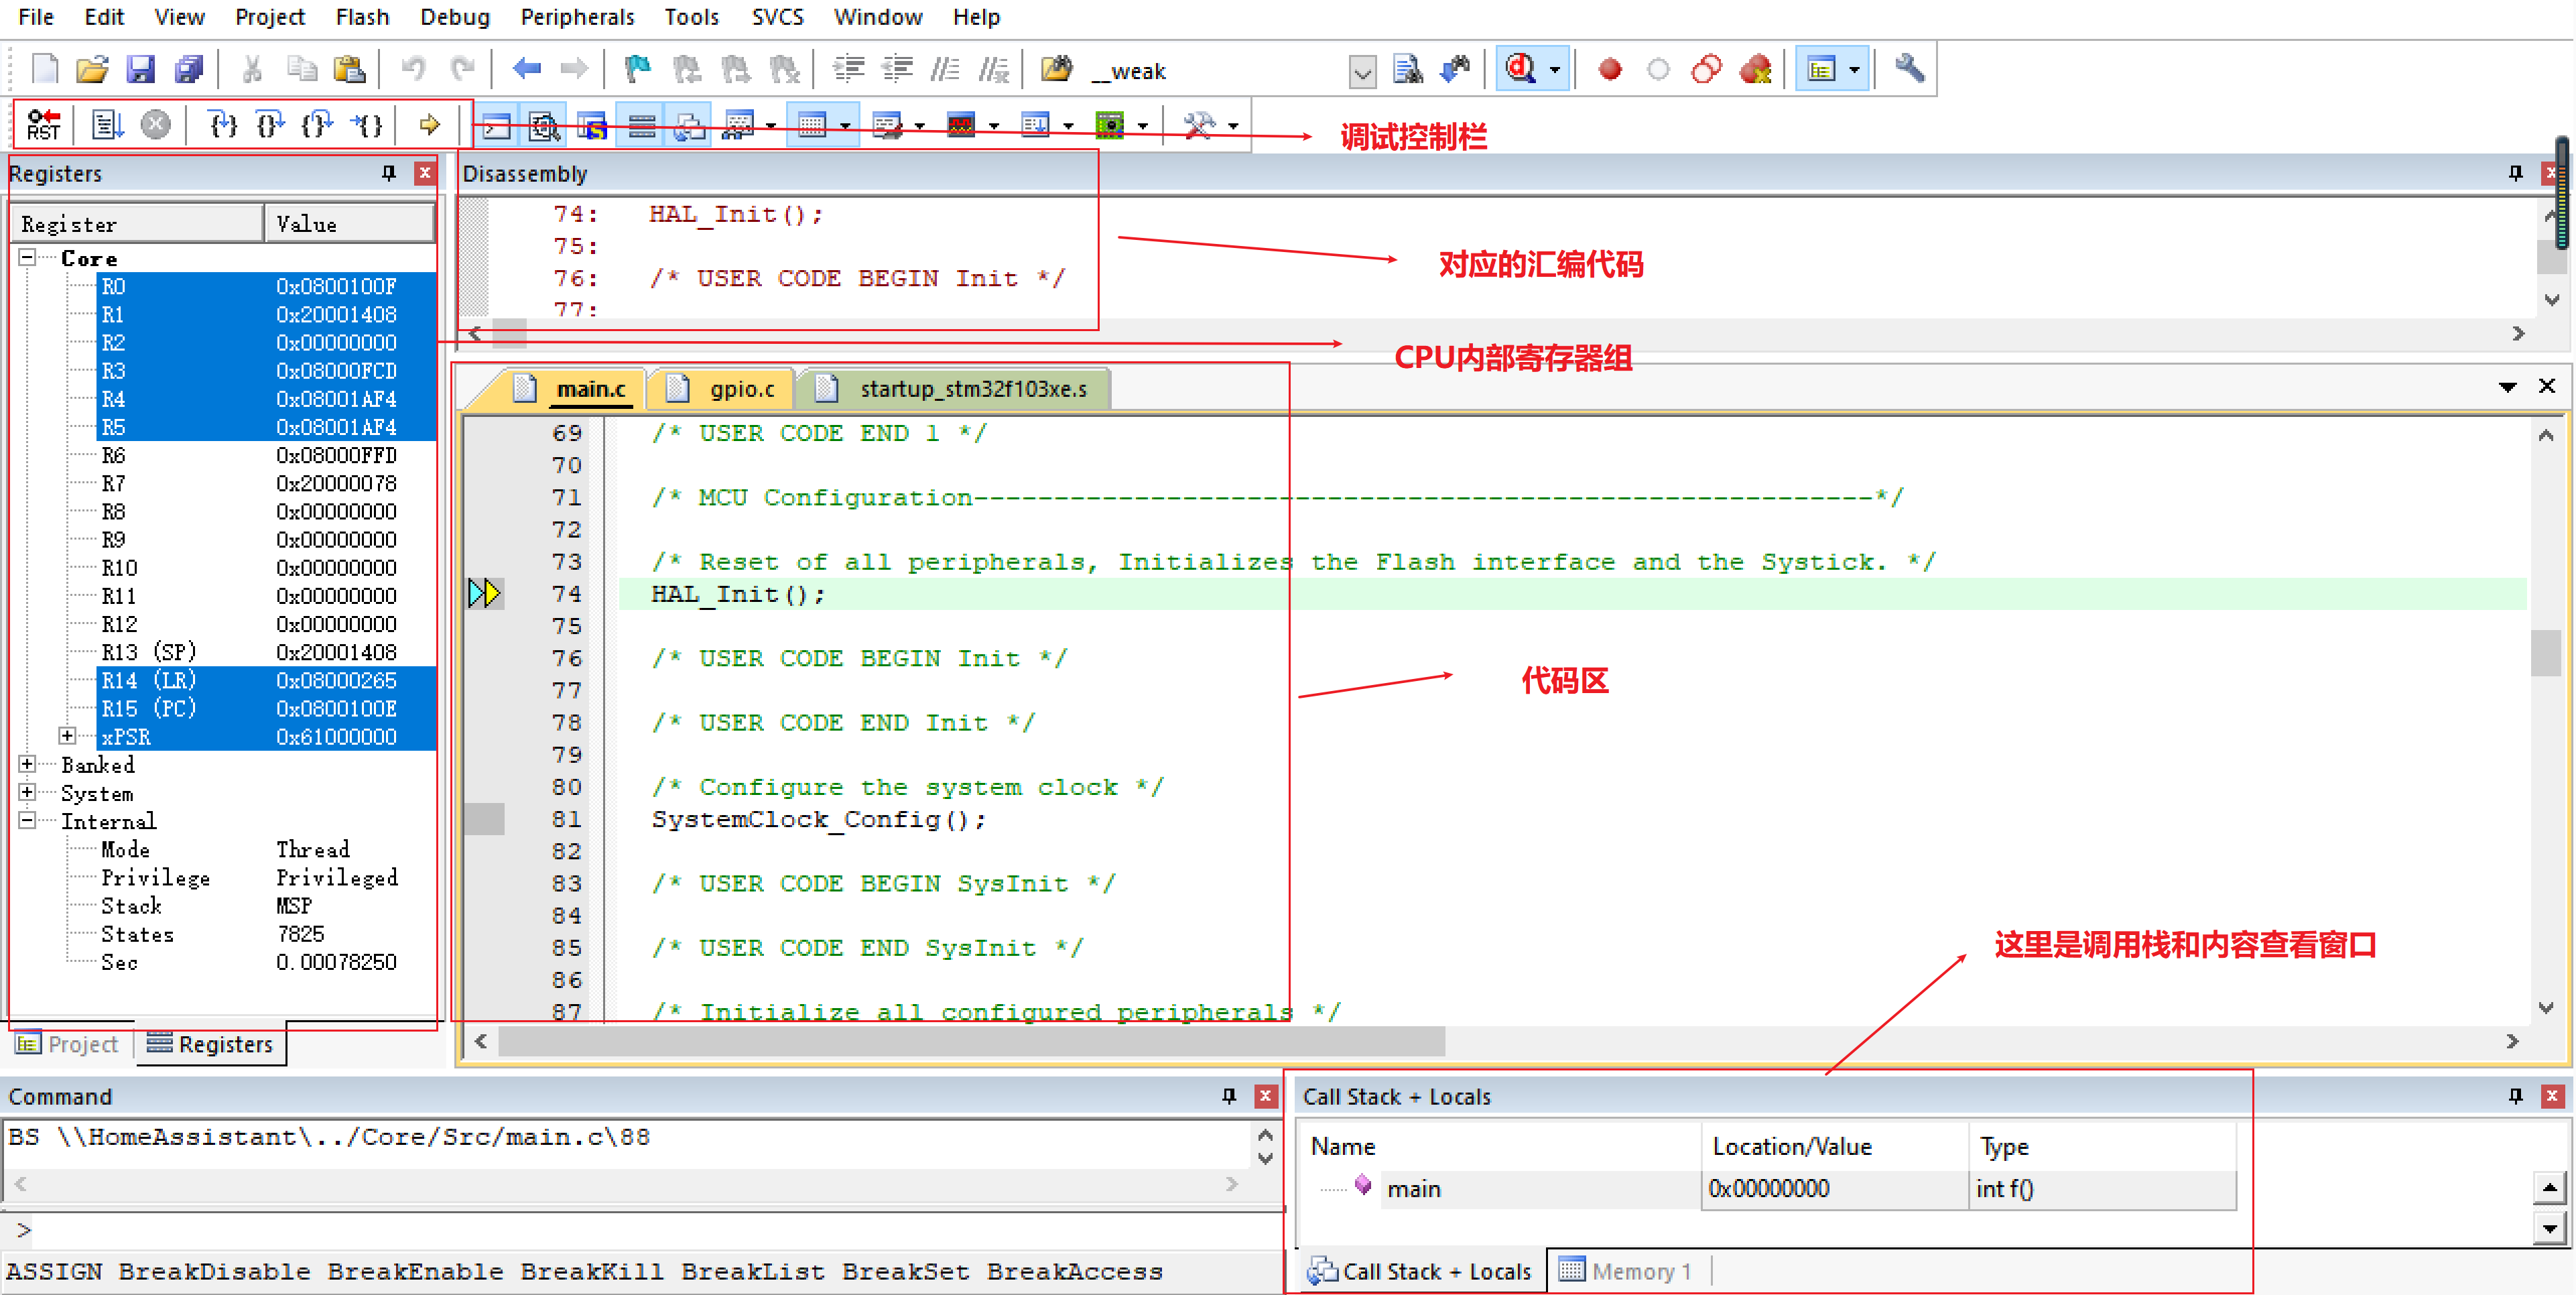 File Edit View Project Flash Debug Peripherals Tools SVCS Window Help
__weak
RST
调试控制栏
Registers
Register Value
Core
R0 0x0800100F
R1 0x20001408
R2 0x00000000
R3 0x08000FCD
R4 0x08001AF4
R5 0x08001AF4
R6 0x08000FFD
R7 0x20000078
R8 0x00000000
R9 0x00000000
R10 0x00000000
R11 0x00000000
R12 0x00000000
R13 (SP) 0x20001408
R14 (LR) 0x08000265
R15 (PC) 0x0800100E
xPSR 0x61000000
Banked
System
Internal
Mode Thread
Privilege Privileged
Stack MSP
States 7825
Sec 0.00078250
Project Registers
Disassembly
74: HAL_Init();
75:
76: /* USER CODE BEGIN Init */
77:
对应的汇编代码
CPU内部寄存器组
main.c gpio.c startup_stm32f103xe.s
69 /* USER CODE END 1 */
70
71 /* MCU Configuration--------------------------------------------------------*/
72
73 /* Reset of all peripherals, Initializes the Flash interface and the Systick. */
74 HAL_Init();
75
76 /* USER CODE BEGIN Init */
77
78 /* USER CODE END Init */
79
80 /* Configure the system clock */
81 SystemClock_Config();
82
83 /* USER CODE BEGIN SysInit */
84
85 /* USER CODE END SysInit */
86
87 /* Initialize all configured peripherals */
代码区
这里是调用栈和内容查看窗口
Command
BS \\HomeAssistant\../Core/Src/main.c\88
>
ASSIGN BreakDisable BreakEnable BreakKill BreakList BreakSet BreakAccess
Call Stack + Locals
Name Location/Value Type
main 0x00000000 int f()
Call Stack + Locals Memory 1